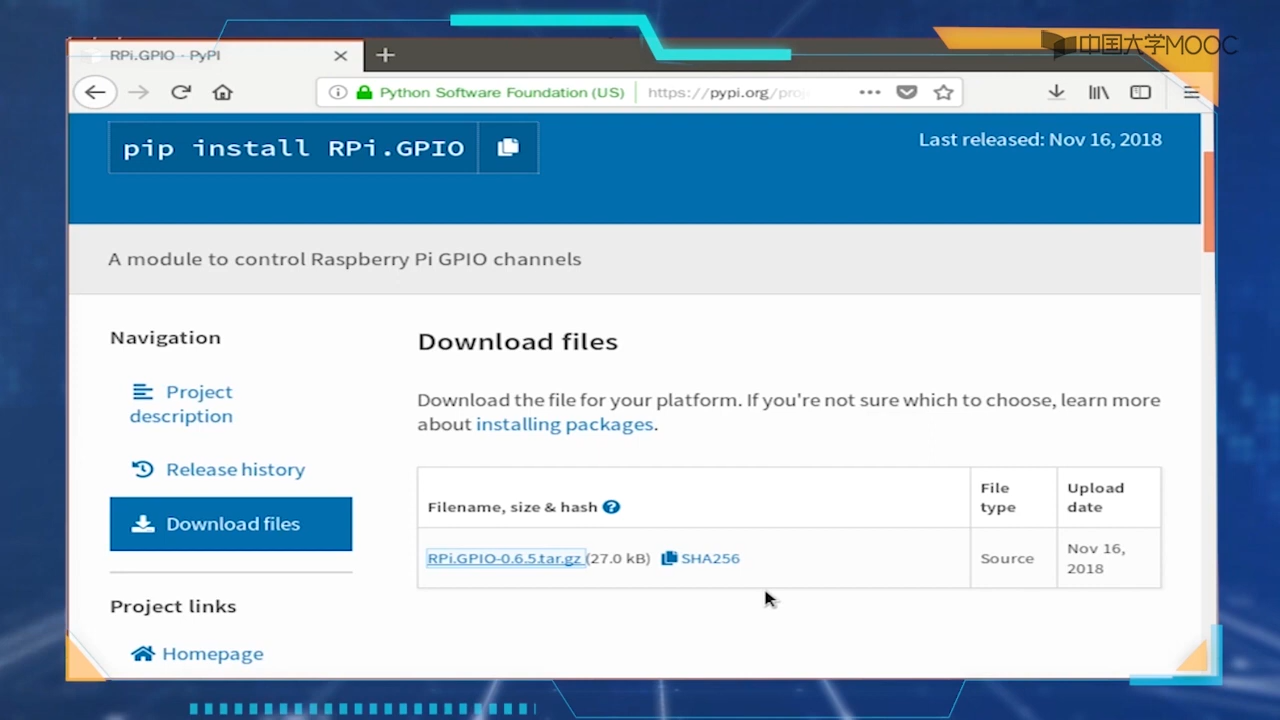 RPi.GPIO · PyPI
中国大学MOOC
Python Software Foundation (US)
https://pypi.org/proj
pip install RPi.GPIO
Last released: Nov 16, 2018
A module to control Raspberry Pi GPIO channels
Navigation
Project
description
Release history
Download files
Project links
Homepage
Download files
Download the file for your platform. If you're not sure which to choose, learn more
about installing packages.
Filename, size & hash
File
type
Upload
date
RPi.GPIO-0.6.5.tar.gz (27.0 kB) SHA256
Source
Nov 16,
2018